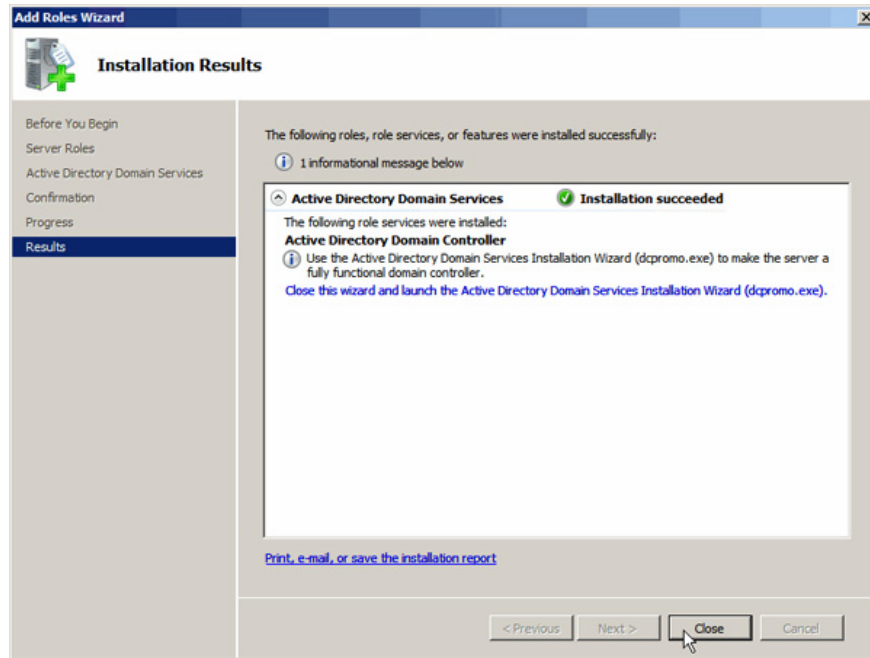 Add Roles Wizard
Installation Results
Before You Begin
Server Roles
Active Directory Domain Services
Confirmation
Progress
Results
The following roles, role services, or features were installed successfully:
1 informational message below
Active Directory Domain Services Installation succeeded
The following role services were installed:
Active Directory Domain Controller
Use the Active Directory Domain Services Installation Wizard (dcpromo.exe) to make the server a
fully functional domain controller.
Close this wizard and launch the Active Directory Domain Services Installation Wizard (dcpromo.exe).
Print, e-mail, or save the installation report
< Previous Next > Close Cancel